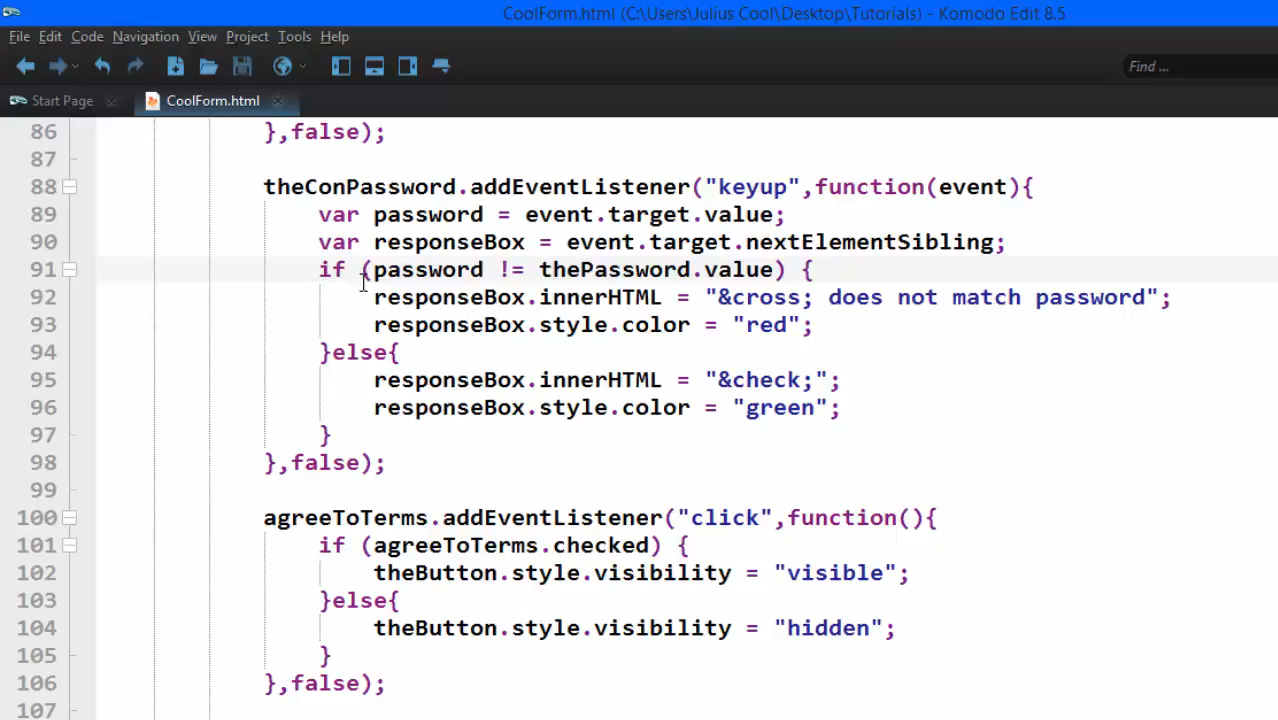 CoolForm.html (C:\Users\Julius Cool\Desktop\Tutorials) - Komodo Edit 8.5
File Edit Code Navigation View Project Tools Help
Find ...
Start Page CoolForm.html
86 },false);
87
88 theConPassword.addEventListener("keyup",function(event){
89 var password = event.target.value;
90 var responseBox = event.target.nextElementSibling;
91 if (password != thePassword.value) {
92 responseBox.innerHTML = "&cross; does not match password";
93 responseBox.style.color = "red";
94 }else{
95 responseBox.innerHTML = "&check;";
96 responseBox.style.color = "green";
97 }
98 },false);
99
100 agreeToTerms.addEventListener("click",function(){
101 if (agreeToTerms.checked) {
102 theButton.style.visibility = "visible";
103 }else{
104 theButton.style.visibility = "hidden";
105 }
106 },false);
107